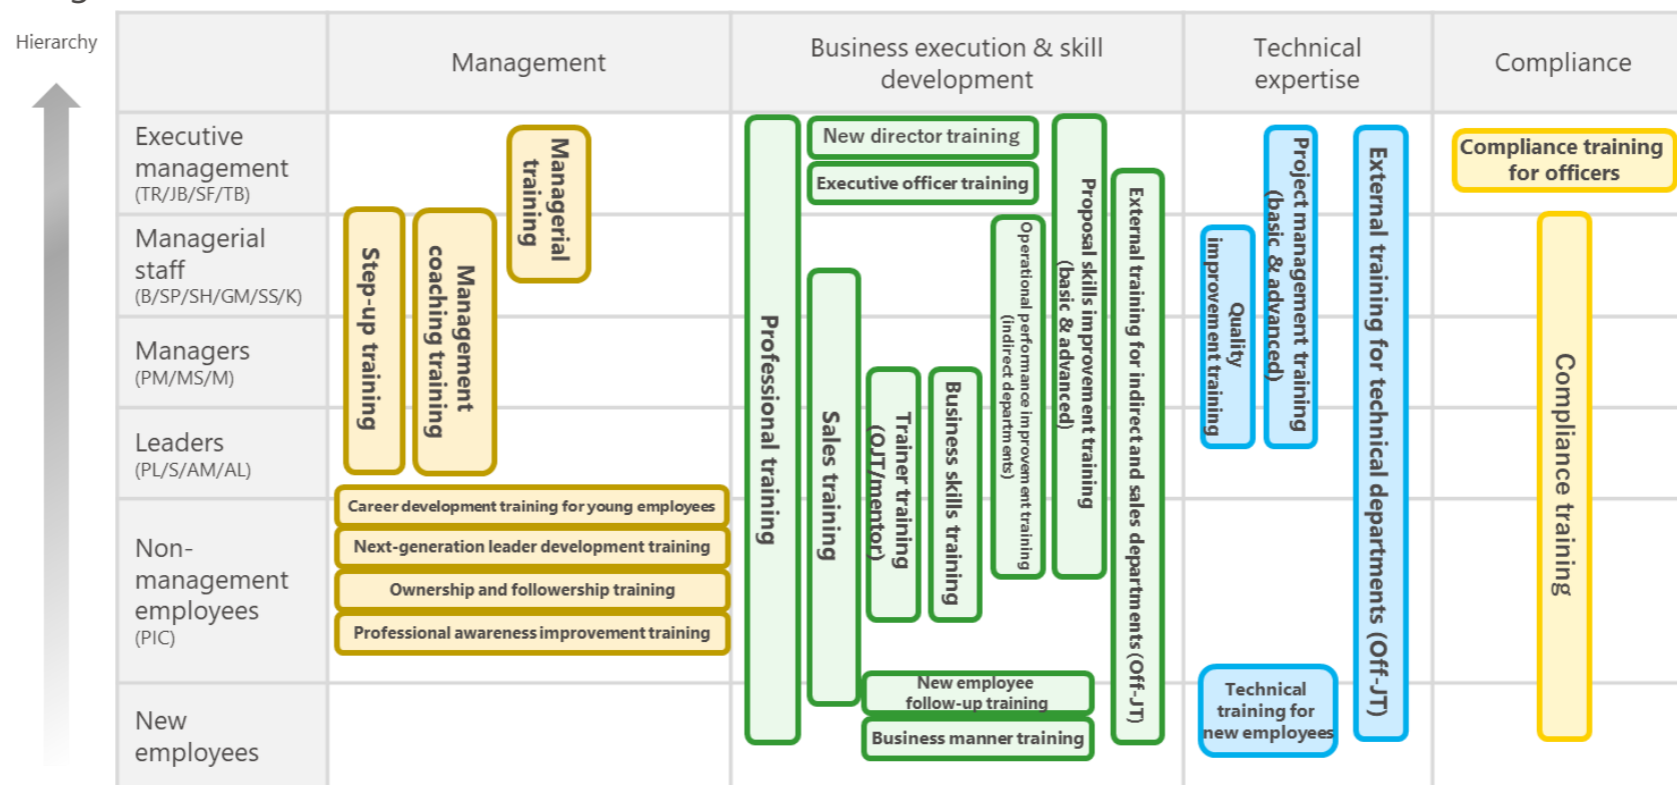 Hierarchy
Management
Business execution & skill
development
Technical
expertise
Compliance
Executive
management
(TR/JB/SF/TB)
Managerial
staff
(B/SP/SH/GM/SS/K)
Managers
(PM/MS/M)
Leaders
(PL/S/AM/AL)
Non-
management
employees
(PIC)
New
employees
Managerial
training
Step-up training
Management
coaching training
Career development training for young employees
Next-generation leader development training
Ownership and followership training
Professional awareness improvement training
Professional training
New director training
Executive officer training
Sales training
Trainer training
(OJT/mentor)
Business skills training
Operational performance improvement training
(indirect departments)
Proposal skills improvement training
(basic & advanced)
External training for indirect and sales departments (Off-JT)
New employee
follow-up training
Business manner training
Quality
improvement training
Project management training
(basic & advanced)
External training for technical departments (Off-JT)
Technical
training for
new employees
Compliance training
for officers
Compliance training